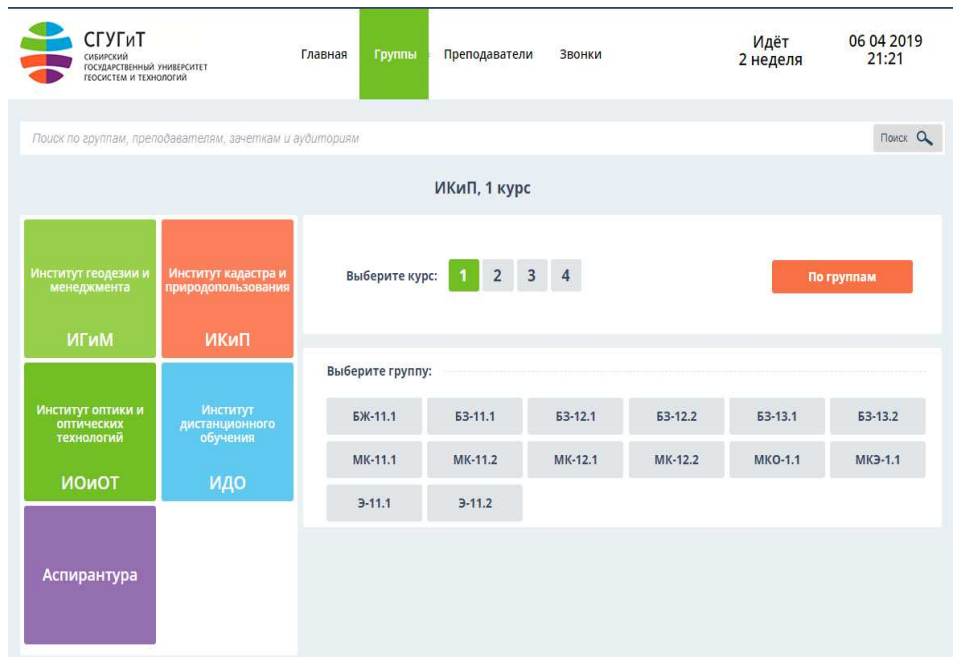 СГУГиТ
СИБИРСКИЙ
ГОСУДАРСТВЕННЫЙ УНИВЕРСИТЕТ
ГЕОСИСТЕМ И ТЕХНОЛОГИЙ
Главная
Группы
Преподаватели
Звонки
Идёт
2 неделя
06 04 2019
21:21
Поиск по группам, преподавателям, зачеткам и аудиториям
Поиск
ИКиП, 1 курс
Институт геодезии и
менеджмента
ИГиМ
Институт кадастра и
природопользования
ИКиП
Институт оптики и
оптических
технологий
ИОиОТ
Институт
дистанционного
обучения
ИДО
Аспирантура
Выберите курс: 1 2 3 4
По группам
Выберите группу:
БЖ-11.1 БЗ-11.1 БЗ-12.1 БЗ-12.2 БЗ-13.1 БЗ-13.2
МК-11.1 МК-11.2 МК-12.1 МК-12.2 МКО-1.1 МКЭ-1.1
Э-11.1 Э-11.2